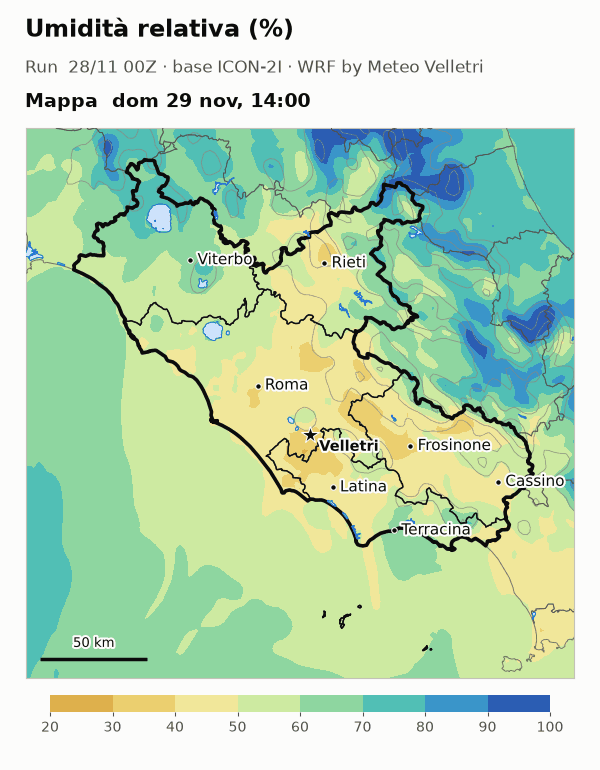 Umidità relativa (%)
Run  28/11 00Z · base ICON-2I · WRF by Meteo Velletri
Mappa  dom 29 nov, 14:00
Viterbo
Rieti
Roma
Velletri
Frosinone
Cassino
Latina
Terracina
50 km
20 30 40 50 60 70 80 90 100